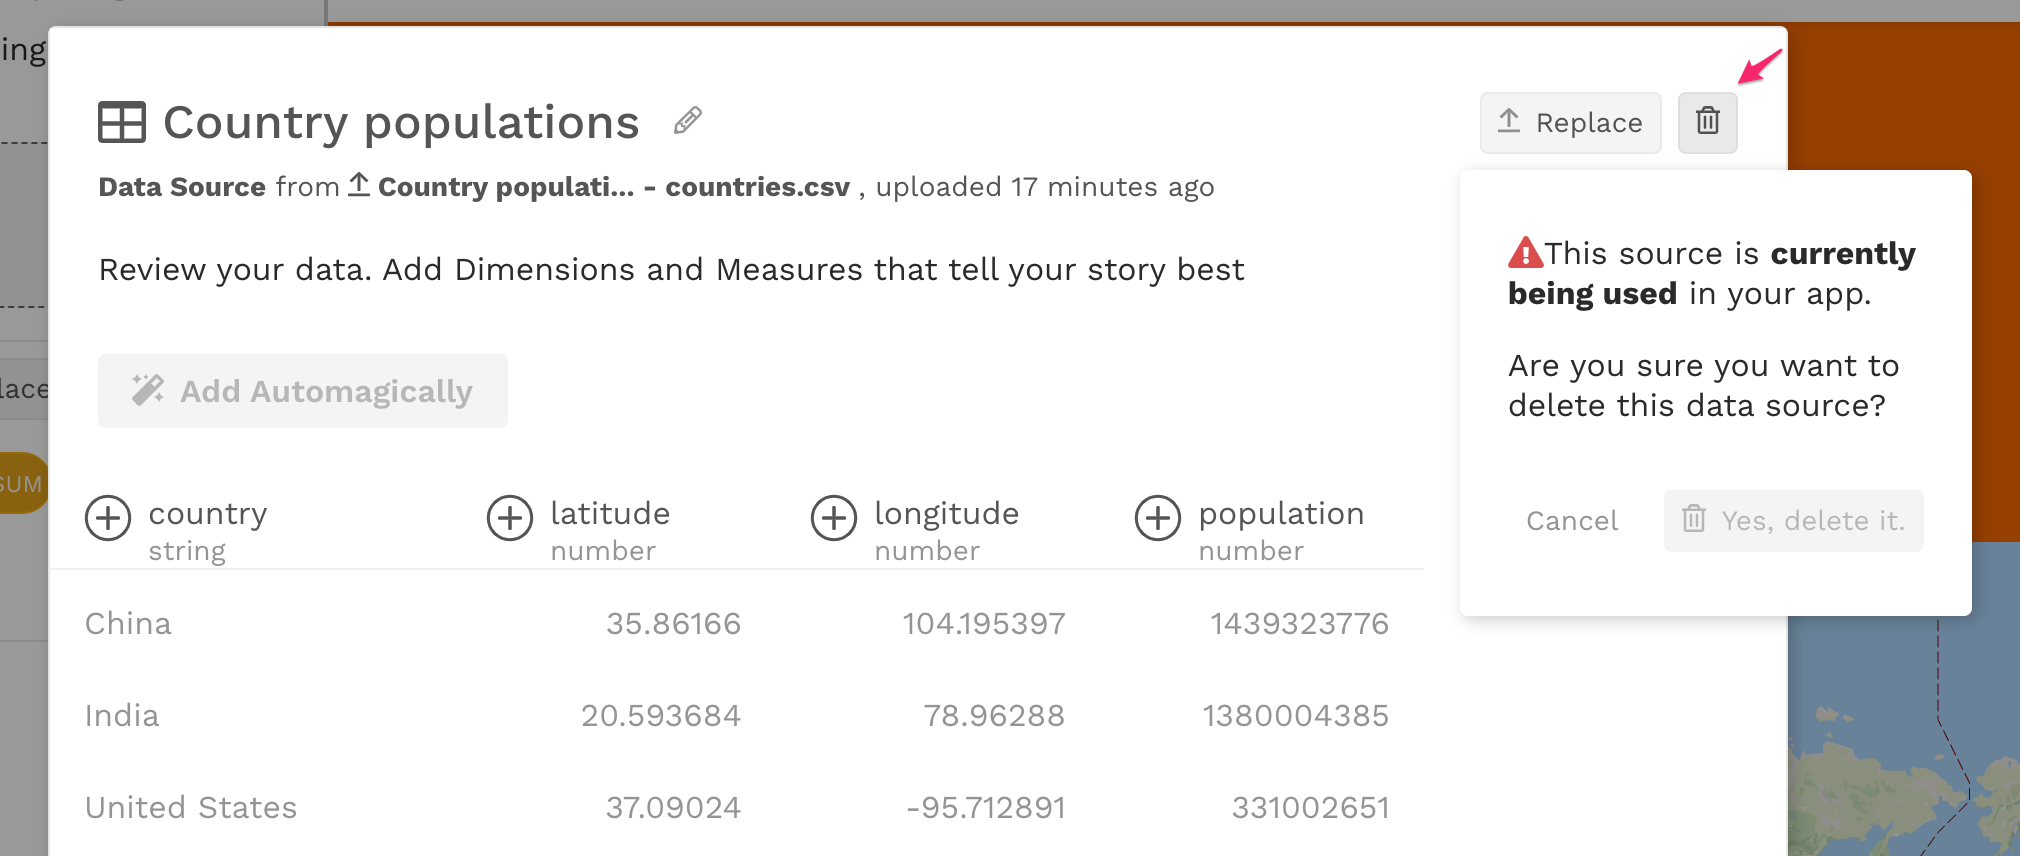 ing
Country populations
Replace
Data Source from Country populati... - countries.csv , uploaded 17 minutes ago
Review your data. Add Dimensions and Measures that tell your story best
This source is currently
being used in your app.
Are you sure you want to
delete this data source?
Cancel
Yes, delete it.
Add Automagically
lace
SUM
country
string
latitude
number
longitude
number
population
number
China 35.86166 104.195397 1439323776
India 20.593684 78.96288 1380004385
United States 37.09024 -95.712891 331002651